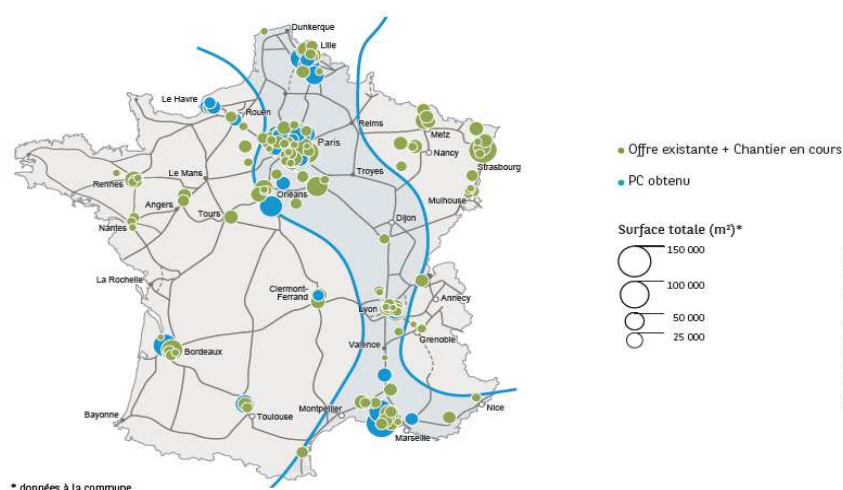 Dunkerque
Lille
Le Havre
Rouen
Reims
Metz
Paris
Nancy
Strasbourg
Rennes
Le Mans
Troyes
Orléans
Mulhouse
Angers
Tours
Dijon
Nantes
La Rochelle
Clermont-
Ferrand
Annecy
Lyon
Grenoble
Valence
Bordeaux
Bayonne
Toulouse
Montpellier
Nice
Marseille
Offre existante + Chantier en cours
PC obtenu
Surface totale (m²)*
150 000
100 000
50 000
25 000
* données à la commune